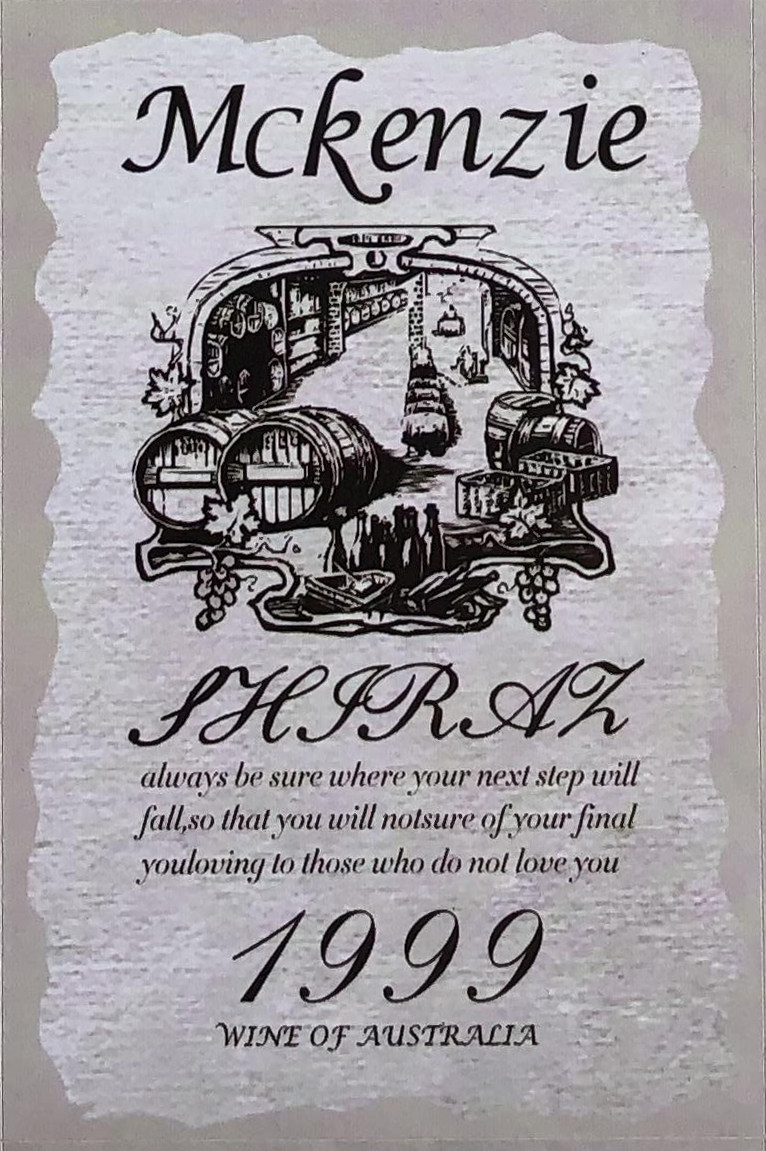 Mckenzie
SHIRAZ
always be sure where your next step will
fall,so that you will notsure of your final
youloving to those who do not love you
1999
WINE OF AUSTRALIA